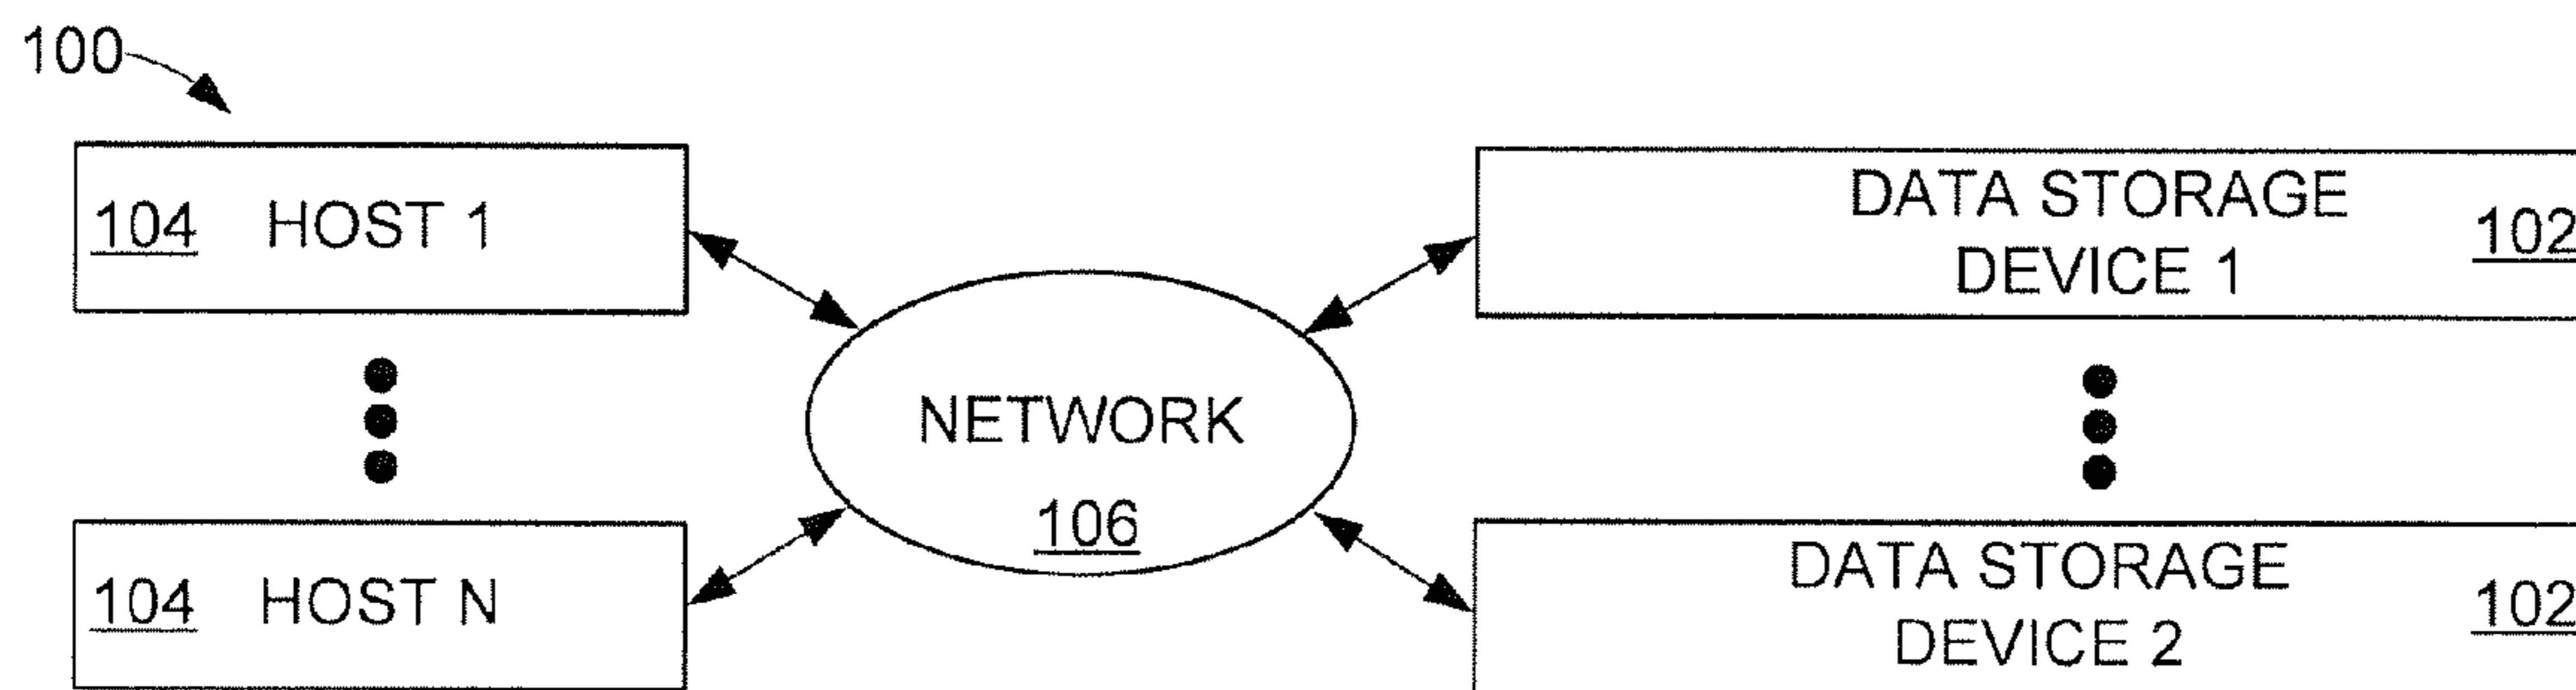 100
104 HOST 1
DATA STORAGE
DEVICE 1
102
NETWORK
106
104 HOST N
DATA STORAGE
DEVICE 2
102